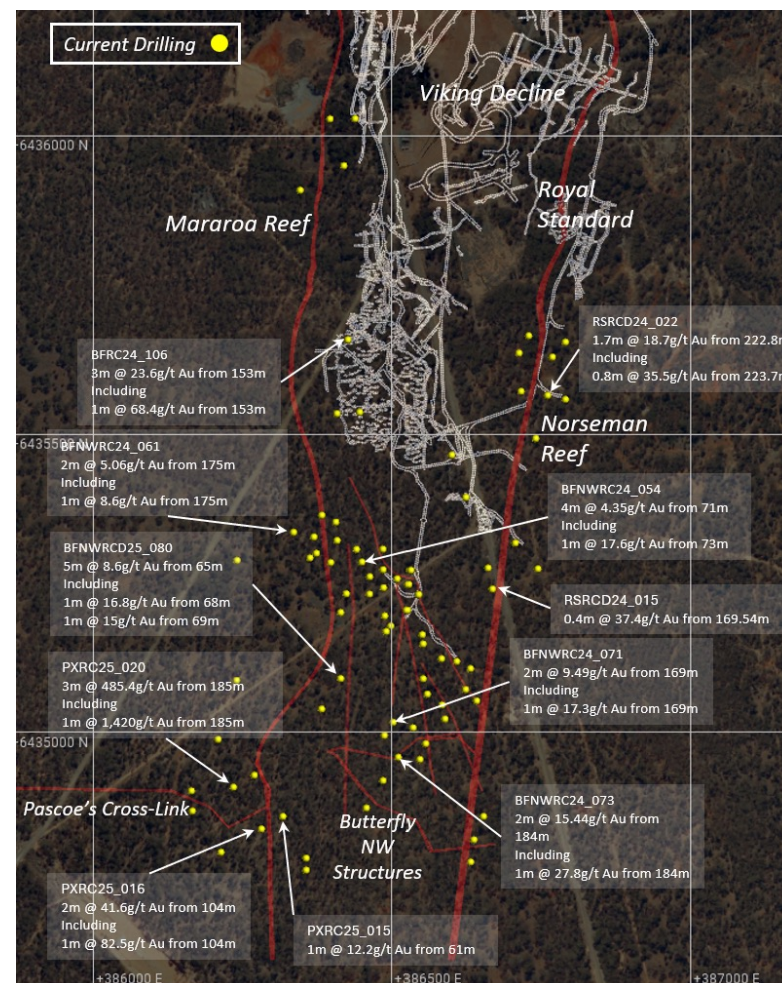 Current Drilling
Viking Decline
6436000 N
Royal
Standard
Mararoa Reef
RSRCD24_022
1.7m @ 18.7g/t Au from 222.8m
Including
0.8m @ 35.5g/t Au from 223.7m
BFRC24_106
3m @ 23.6g/t Au from 153m
Including
1m @ 68.4g/t Au from 153m
Norseman
Reef
6435500 N
BFNWRC24_061
2m @ 5.06g/t Au from 175m
Including
1m @ 8.6g/t Au from 175m
BFNWRC24_054
4m @ 4.35g/t Au from 71m
Including
1m @ 17.6g/t Au from 73m
BFNWRCD25_080
5m @ 8.6g/t Au from 65m
Including
1m @ 16.8g/t Au from 68m
1m @ 15g/t Au from 69m
RSRCD24_015
0.4m @ 37.4g/t Au from 169.54m
BFNWRC24_071
2m @ 9.49g/t Au from 169m
Including
1m @ 17.3g/t Au from 169m
PXRC25_020
3m @ 485.4g/t Au from 185m
Including
1m @ 1,420g/t Au from 185m
6435000 N
Pascoe's Cross-Link
Butterfly
NW
Structures
BFNWRC24_073
2m @ 15.44g/t Au from
184m
Including
1m @ 27.8g/t Au from 184m
PXRC25_016
2m @ 41.6g/t Au from 104m
Including
1m @ 82.5g/t Au from 104m
PXRC25_015
1m @ 12.2g/t Au from 61m
+386000 E
+386500 E
+387000 E